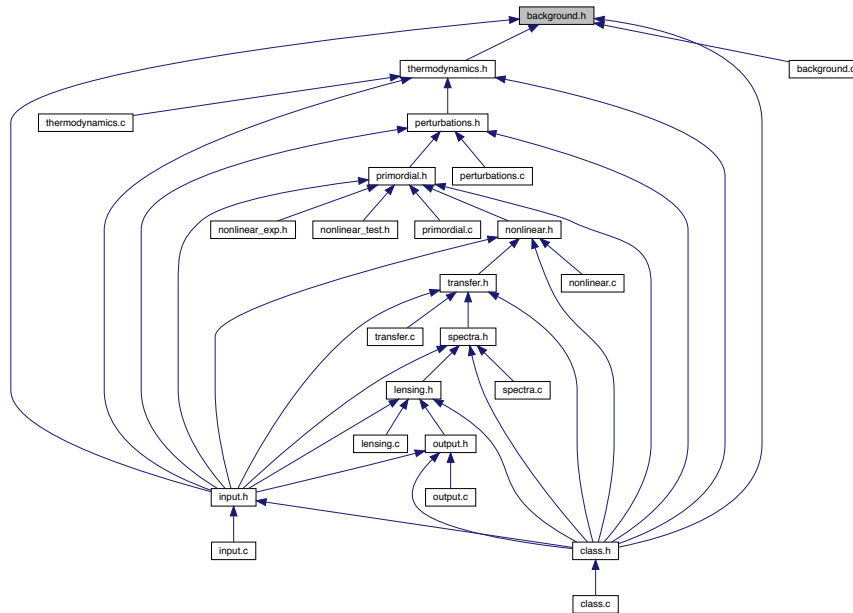 background.h
thermodynamics.h
thermodynamics.c
perturbations.h
primordial.h
perturbations.c
nonlinear_exp.h
nonlinear_test.h
primordial.c
nonlinear.h
transfer.h
nonlinear.c
transfer.c
spectra.h
lensing.h
spectra.c
lensing.c
output.h
input.h
output.c
input.c
class.h
class.c